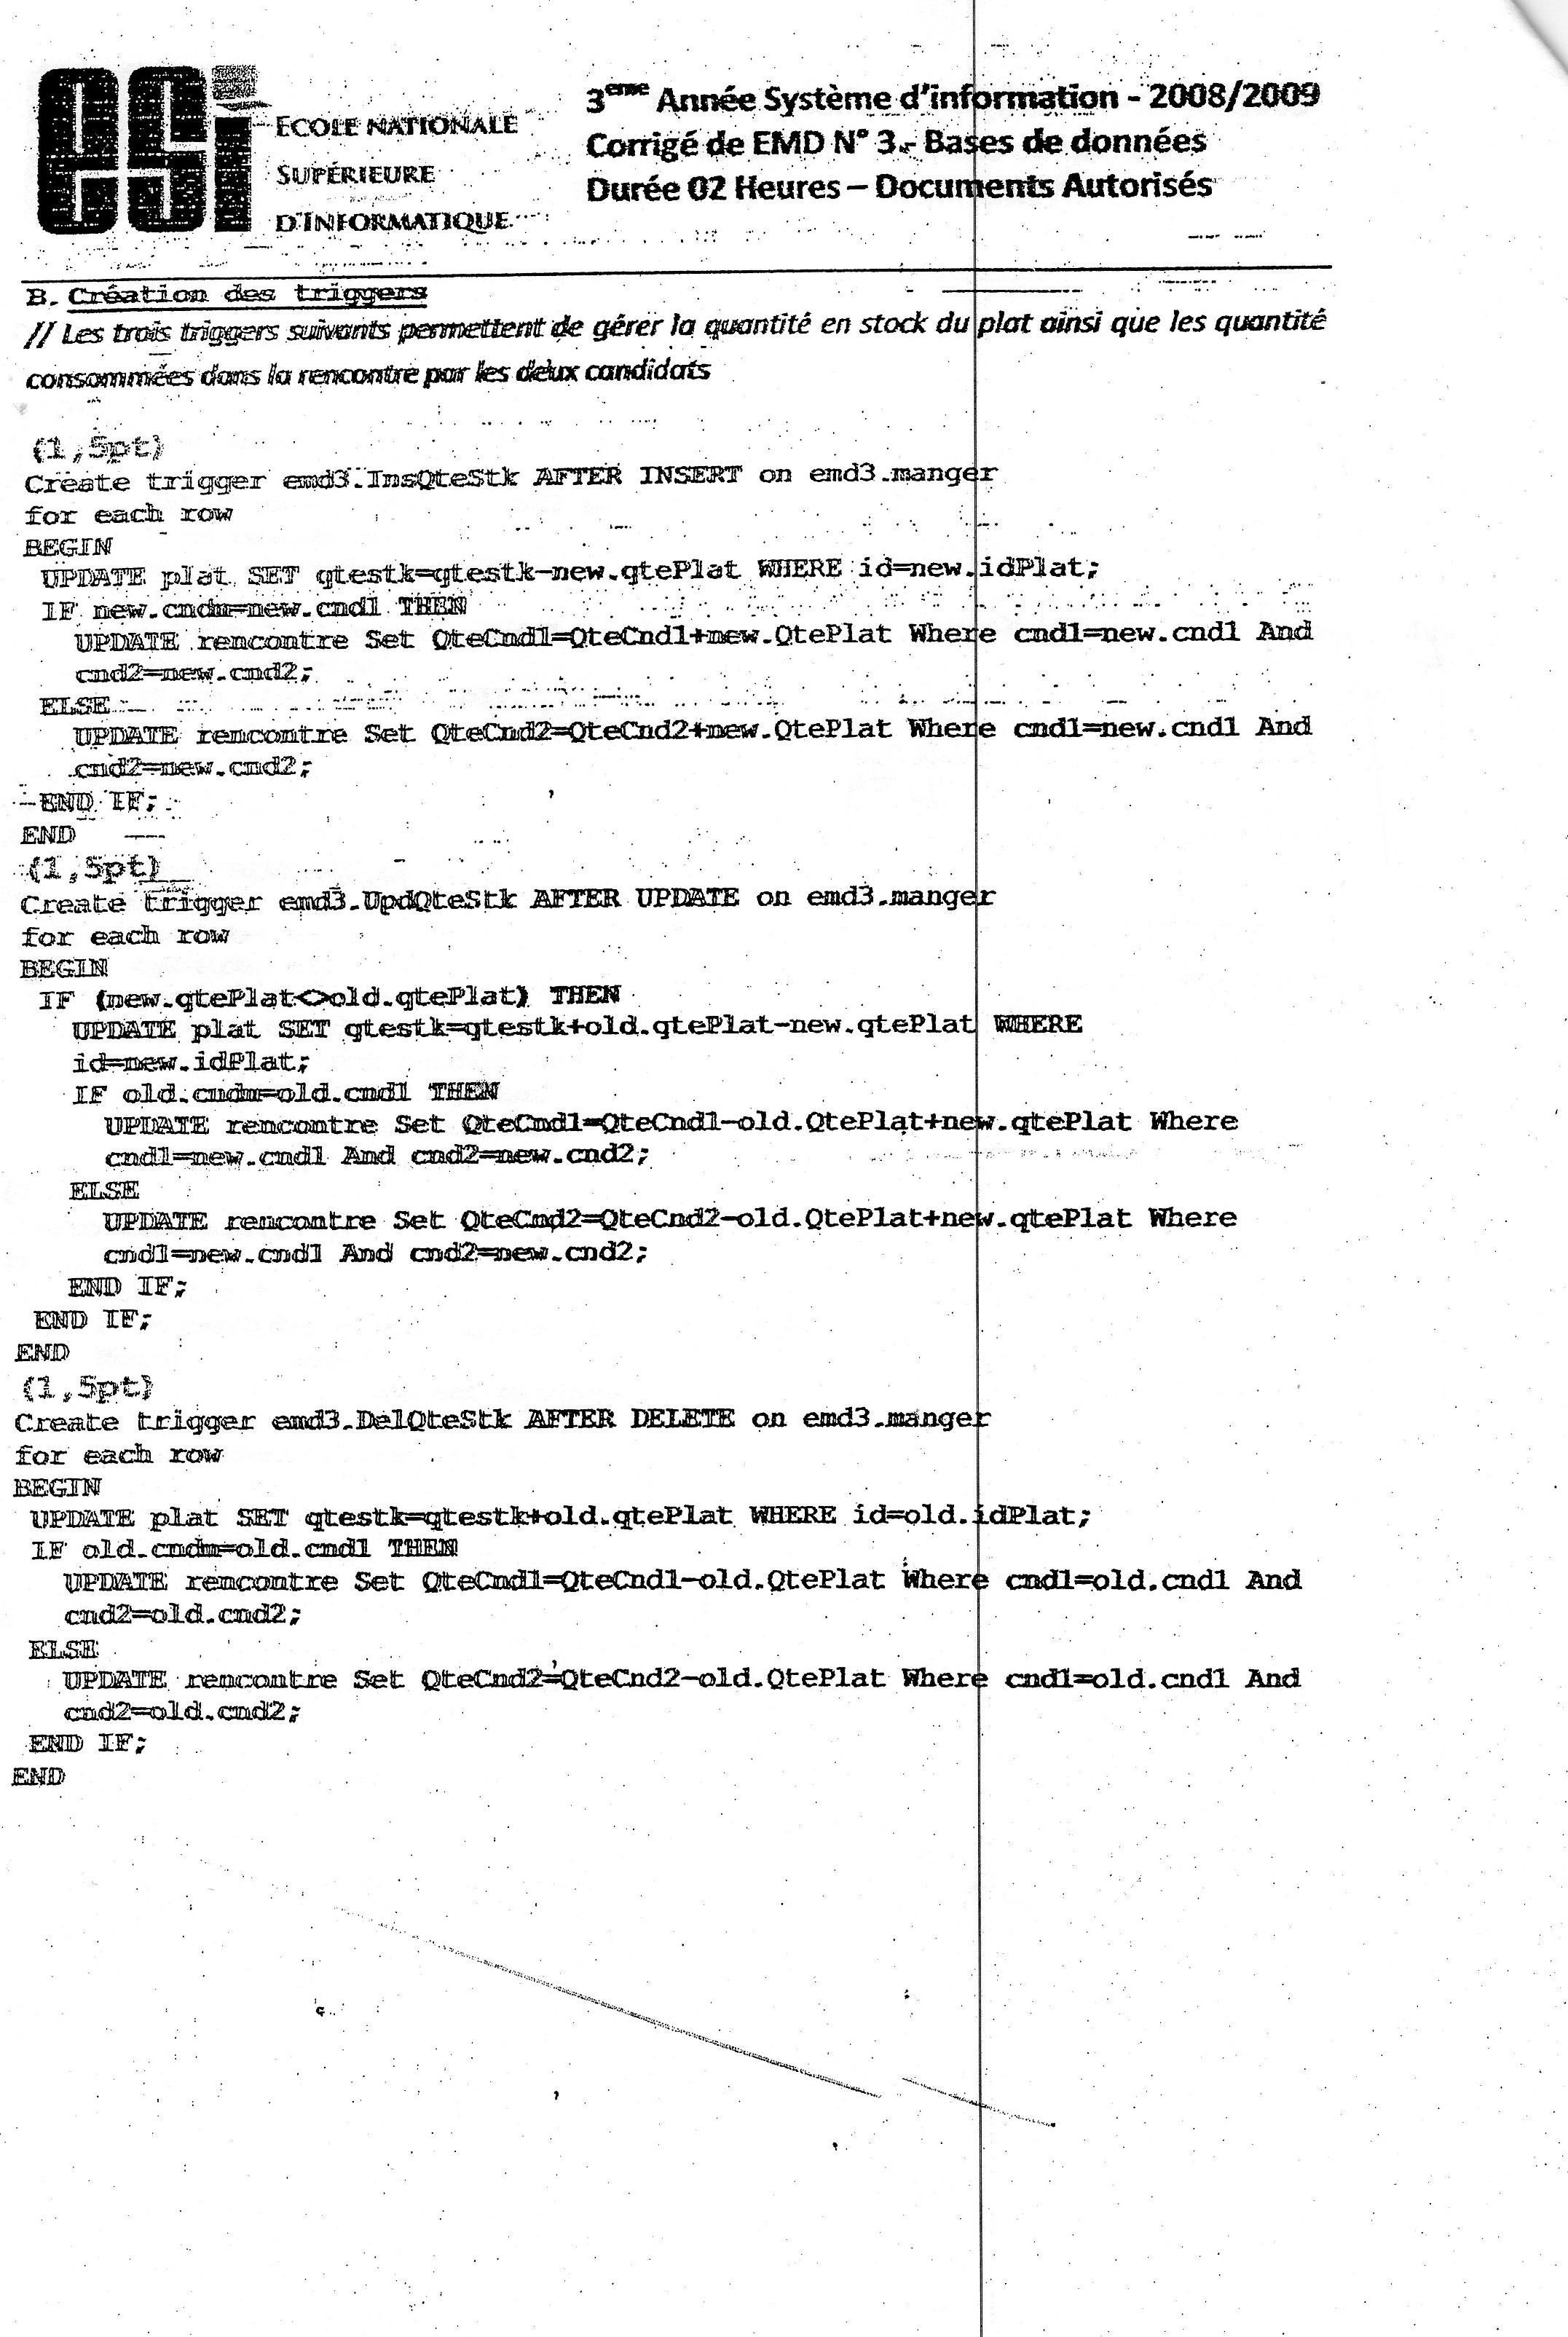 esi
ECOLE NATIONALE
SUPÉRIEURE
D'INFORMATIQUE
3eme Année Système d'information - 2008/2009
Corrigé de EMD N° 3 - Bases de données
Durée 02 Heures – Documents Autorisés
B. Création des triggers
// Les trois triggers suivants permettent de gérer la quantité en stock du plat ainsi que les quantité
consommées dans la rencontre par les deux candidats
(1,5pt)
Create trigger emd3.InsQteStk AFTER INSERT on emd3.manger
for each row
BEGIN
UPDATE plat SET qtestk=qtestk-new.qtePlat WHERE id=new.idPlat;
IF new.cndm=new.cnd1 THEN
UPDATE rencontre Set QteCnd1=QteCnd1+new.QtePlat Where cnd1=new.cnd1 And
cnd2=new.cnd2;
ELSE
UPDATE rencontre Set QteCnd2=QteCnd2+new.QtePlat Where cnd1=new.cnd1 And
cnd2=new.cnd2;
END IF;
END
(1,5pt)
Create trigger emd3.UpdQteStk AFTER UPDATE on emd3.manger
for each row
BEGIN
IF (new.qtePlat<>old.qtePlat) THEN
UPDATE plat SET qtestk=qtestk+old.qtePlat-new.qtePlat WHERE
id=new.idPlat;
IF old.cndm=old.cnd1 THEN
UPDATE rencontre Set QteCnd1=QteCnd1-old.QtePlat+new.qtePlat Where
cnd1=new.cnd1 And cnd2=new.cnd2;
ELSE
UPDATE rencontre Set QteCnd2=QteCnd2-old.QtePlat+new.qtePlat Where
cnd1=new.cnd1 And cnd2=new.cnd2;
END IF;
END IF;
END
(1,5pt)
Create trigger emd3.DelQteStk AFTER DELETE on emd3.manger
for each row
BEGIN
UPDATE plat SET qtestk=qtestk+old.qtePlat WHERE id=old.idPlat;
IF old.cndm=old.cnd1 THEN
UPDATE rencontre Set QteCnd1=QteCnd1-old.QtePlat Where cnd1=old.cnd1 And
cnd2=old.cnd2;
ELSE
UPDATE rencontre Set QteCnd2=QteCnd2-old.QtePlat Where cnd1=old.cnd1 And
cnd2=old.cnd2;
END IF;
END